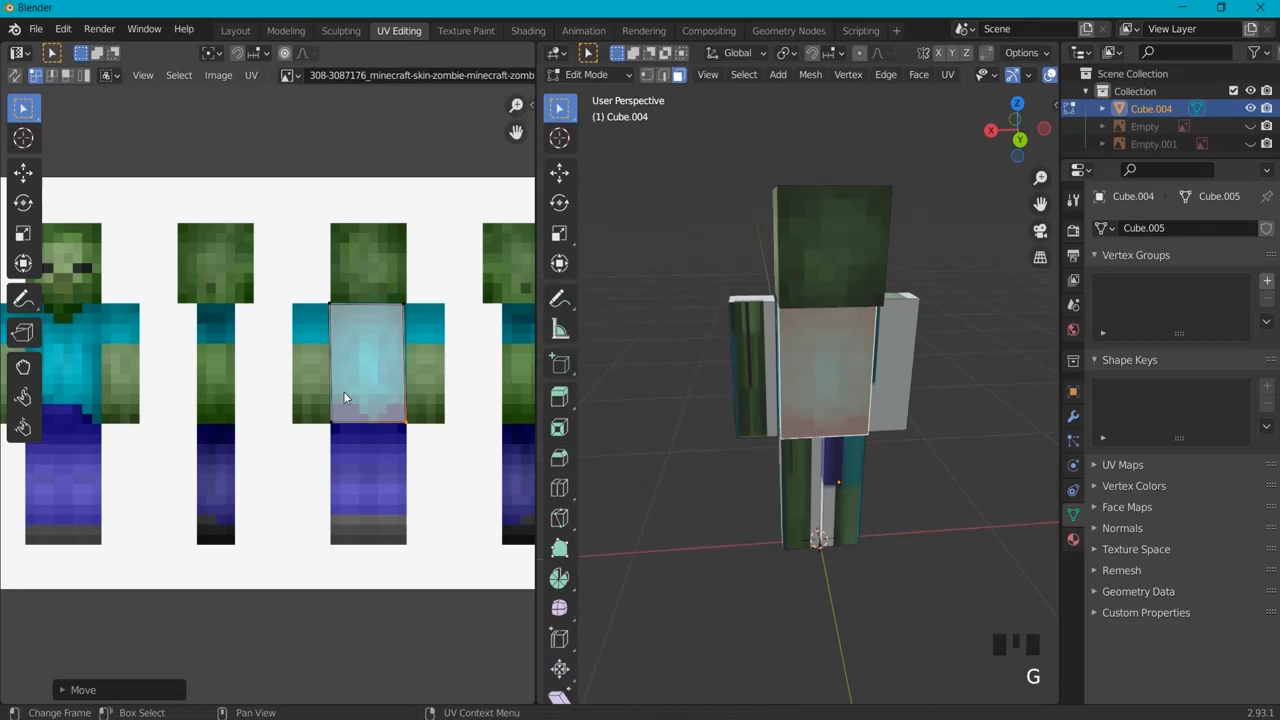 Blender
File Edit Render Window Help
Layout Modeling Sculpting UV Editing Texture Paint Shading Animation Rendering Compositing Geometry Nodes Scripting +
Scene
View Layer
Global
X Y Z
Options
View Select Image UV
308-3087176_minecraft-skin-zombie-minecraft-zomb
Edit Mode
View Select Add Mesh Vertex Edge Face UV
Scene Collection
Collection
Cube.004
Empty
Empty.001
User Perspective
(1) Cube.004
Z
X
Y
Cube.004 Cube.005
Cube.005
Vertex Groups
Shape Keys
UV Maps
Vertex Colors
Face Maps
Normals
Texture Space
Remesh
Geometry Data
Custom Properties
G
Move
Change Frame Box Select Pan View UV Context Menu 2.93.1